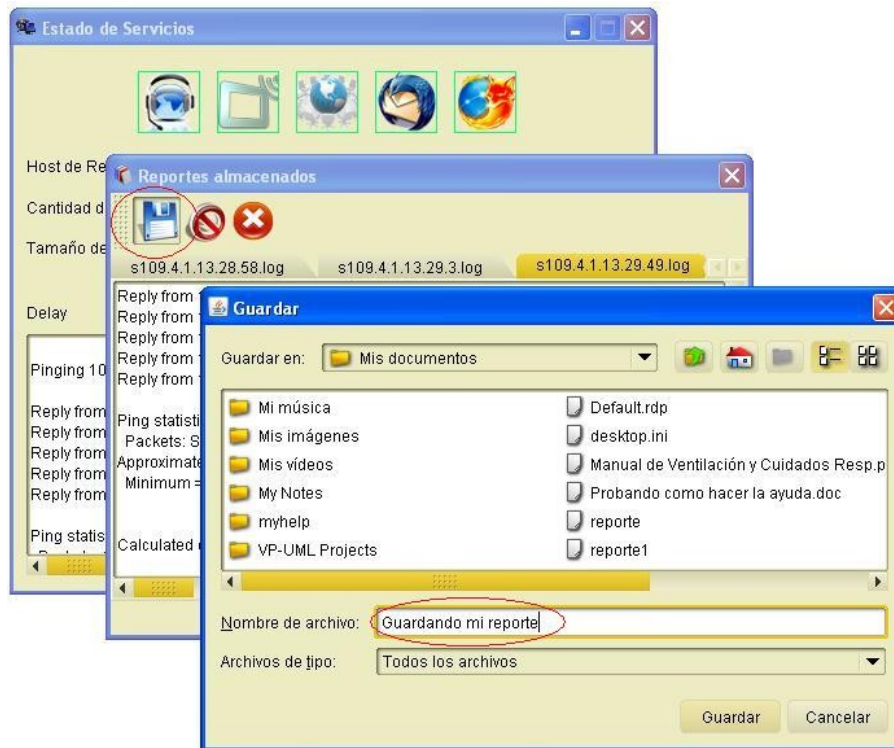 Estado de Servicios
Host de Re
Cantidad d
Tamaño de
Delay
Pinging 10
Reply from
Reply from
Reply from
Reply from
Reply from
Ping statis
Reportes almacenados
s109.4.1.13.28.58.log
s109.4.1.13.29.3.log
s109.4.1.13.29.49.log
Reply from
Reply from
Reply from
Reply from
Reply from
Ping statisti
Packets: S
Approximate
Minimum =
Calculated
Guardar
Guardar en:
Mis documentos
Mi música
Mis imágenes
Mis vídeos
My Notes
myhelp
VP-UML Projects
Default.rdp
desktop.ini
Manual de Ventilación y Cuidados Resp.p
Probando como hacer la ayuda.doc
reporte
reporte1
Nombre de archivo:
Guardando mi reporte
Archivos de tipo:
Todos los archivos
Guardar
Cancelar